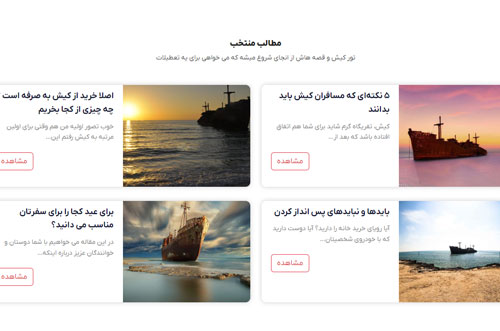 مطالب منتخب
تور کیش و قصه هاش از انجای شروع میشه که می خواهی برای یه تعطیلات
۵ نکته‌ای که مسافران کیش باید
بدانند
کیش، تفریگاه گرم شاید برای شما هم اتفاق
افتاده باشد که بعد از...
مشاهده
اصلا خرید از کیش به صرفه است ؟
چه چیزی از کجا بخریم
خوب تصور اولیه من هم وقتی برای اولین
مرتبه به کیش رفتم این...
مشاهده
بایدها و نبایدهای پس انداز کردن
آیا رویای خرید خانه را دارید؟ آیا دوست دارید
که با خودروی شخصیتان...
مشاهده
برای عید کجا را برای سفرتان
مناسب می دانید؟
در این مقاله می خواهیم با شما دوستان و
خوانندگان عزیز درباره اینکه...
مشاهده